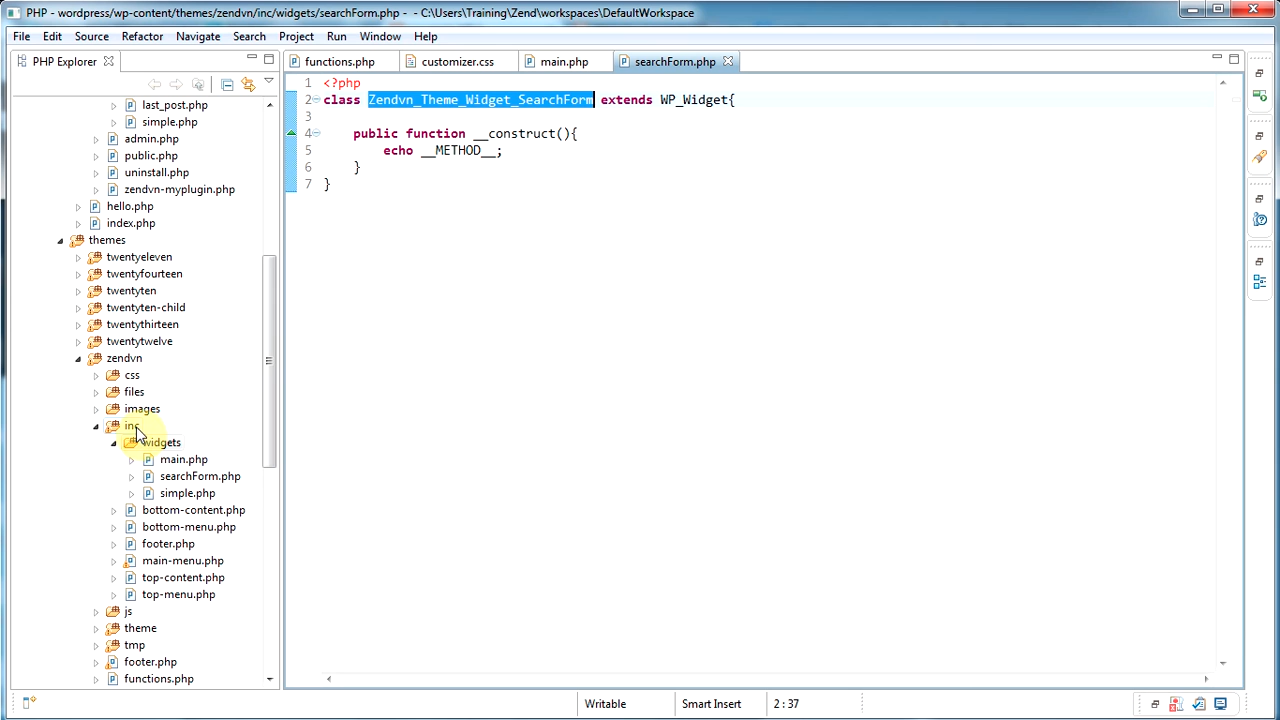 PHP - wordpress/wp-content/themes/zendvn/inc/widgets/searchForm.php - - C:\Users\Training\Zend\workspaces\DefaultWorkspace
File Edit Source Refactor Navigate Search Project Run Window Help
PHP Explorer
functions.php customizer.css main.php searchForm.php
last_post.php
simple.php
admin.php
public.php
uninstall.php
zendvn-myplugin.php
hello.php
index.php
themes
twentyeleven
twentyfourteen
twentyten
twentyten-child
twentythirteen
twentytwelve
zendvn
css
files
images
inc
widgets
main.php
searchForm.php
simple.php
bottom-content.php
bottom-menu.php
footer.php
main-menu.php
top-content.php
top-menu.php
js
theme
tmp
footer.php
functions.php
1 <?php
2 class Zendvn_Theme_Widget_SearchForm extends WP_Widget{
3
4 public function __construct(){
5 echo __METHOD__;
6 }
7 }
Writable Smart Insert 2 : 37